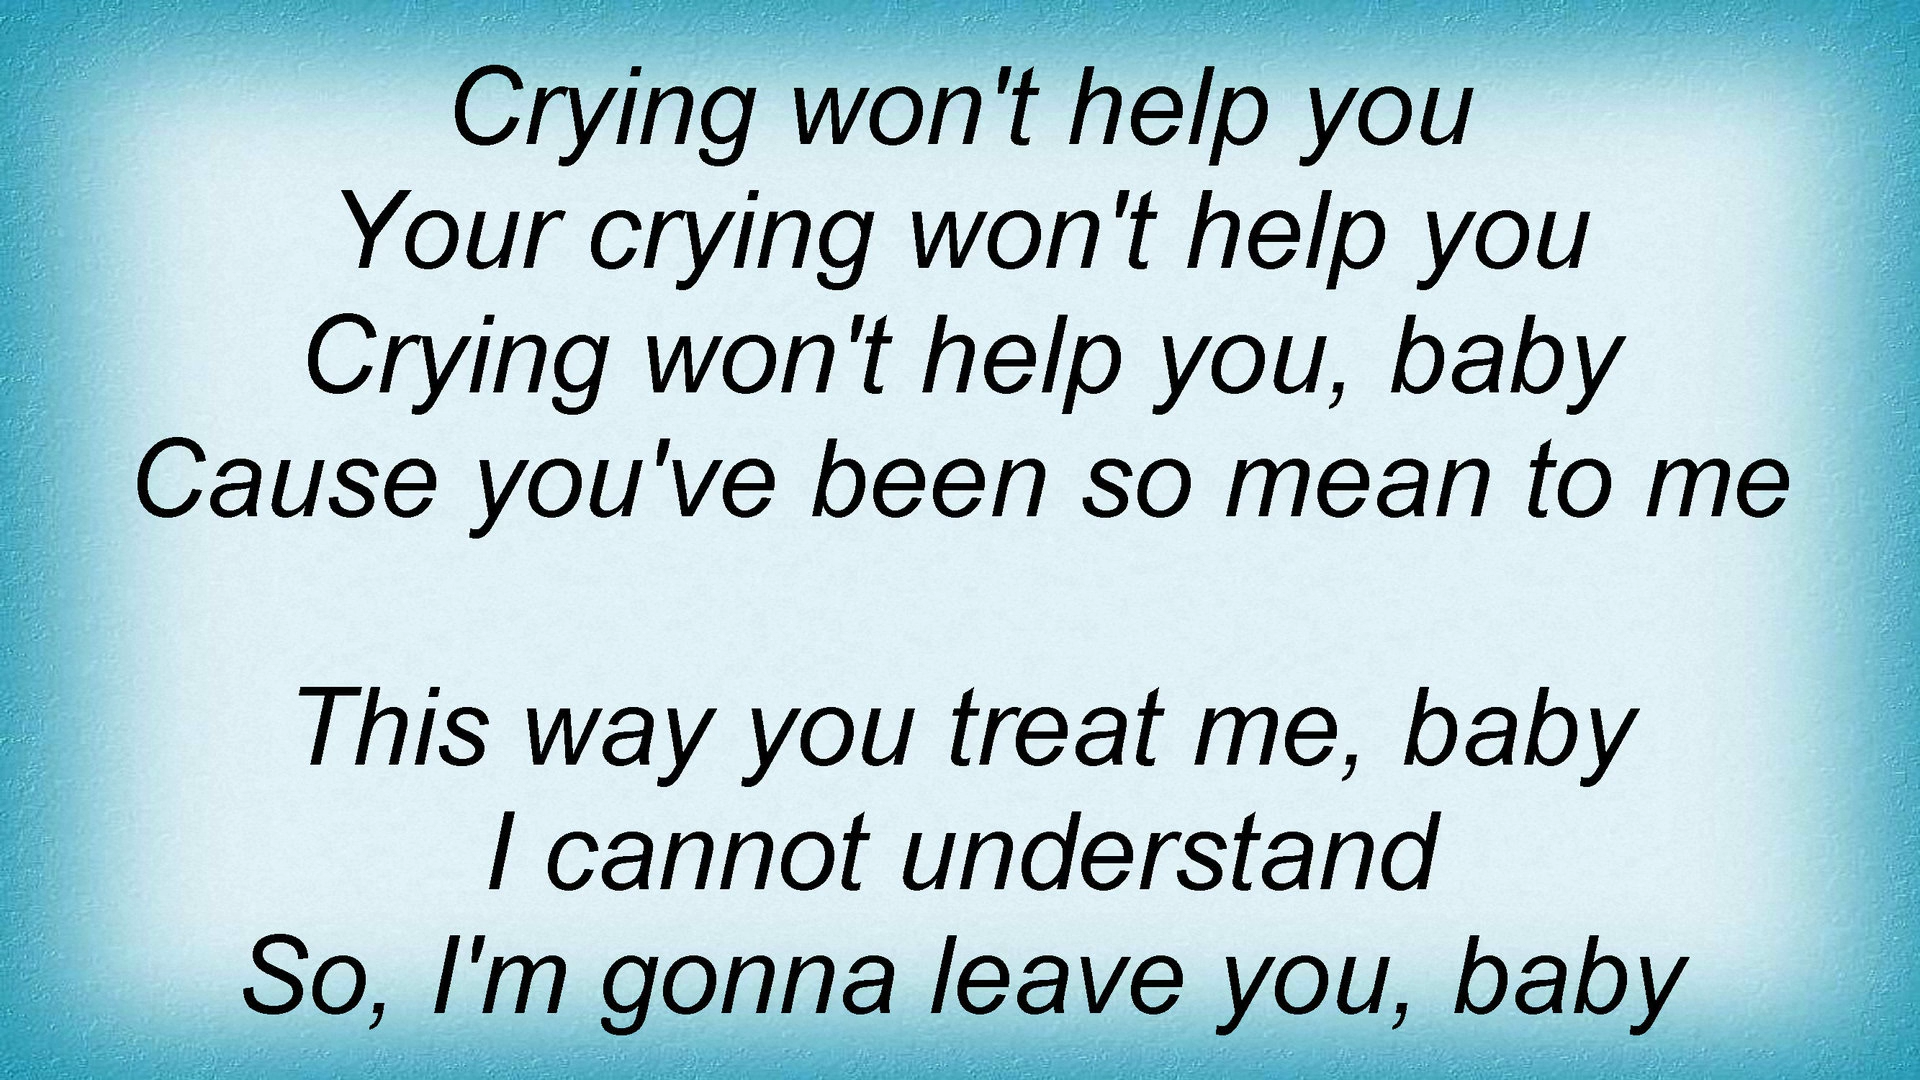 Crying won't help you
Your crying won't help you
Crying won't help you, baby
Cause you've been so mean to me
This way you treat me, baby
I cannot understand
So, I'm gonna leave you, baby